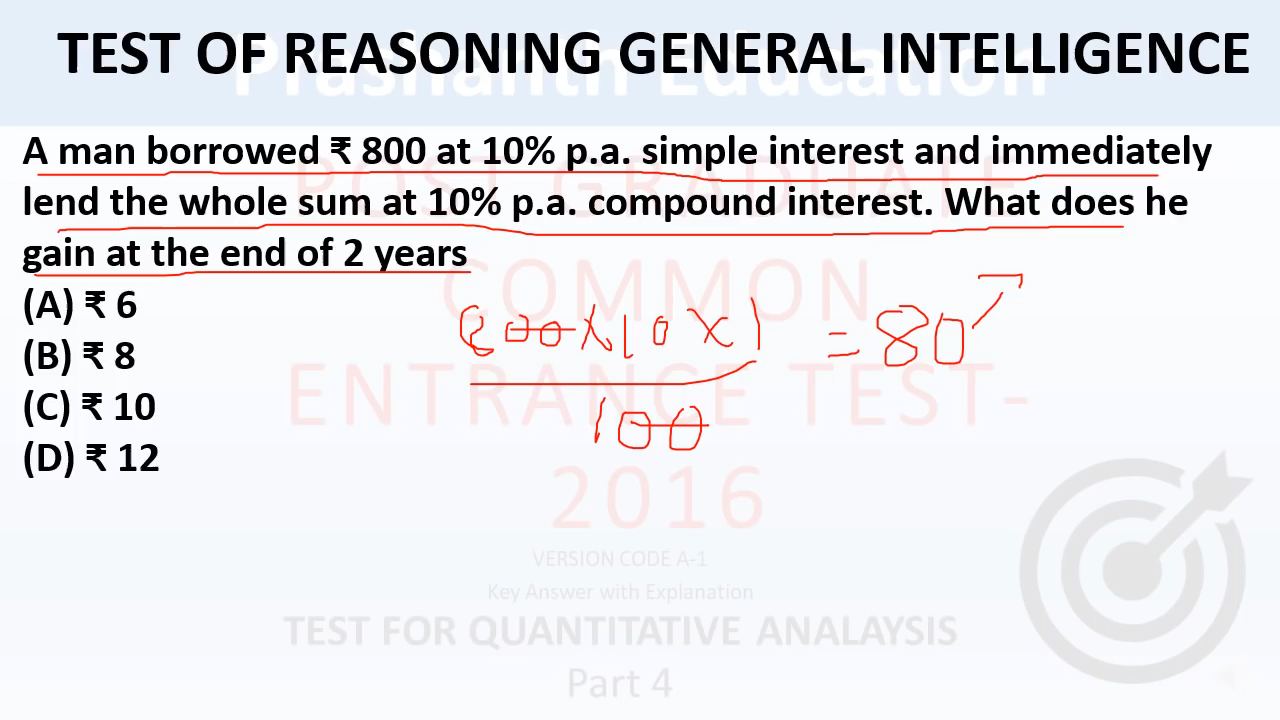 TEST OF REASONING GENERAL INTELLIGENCE
Prashanth Education
A man borrowed ₹ 800 at 10% p.a. simple interest and immediately
lend the whole sum at 10% p.a. compound interest. What does he
gain at the end of 2 years
(A) ₹ 6
(B) ₹ 8
(C) ₹ 10
(D) ₹ 12
800 X 10 X 1
= 80
100
POST GRADUATE
COMMON
ENTRANCE TEST-
2016
VERSION CODE A-1
Key Answer with Explanation
TEST FOR QUANTITATIVE ANALAYSIS
Part 4